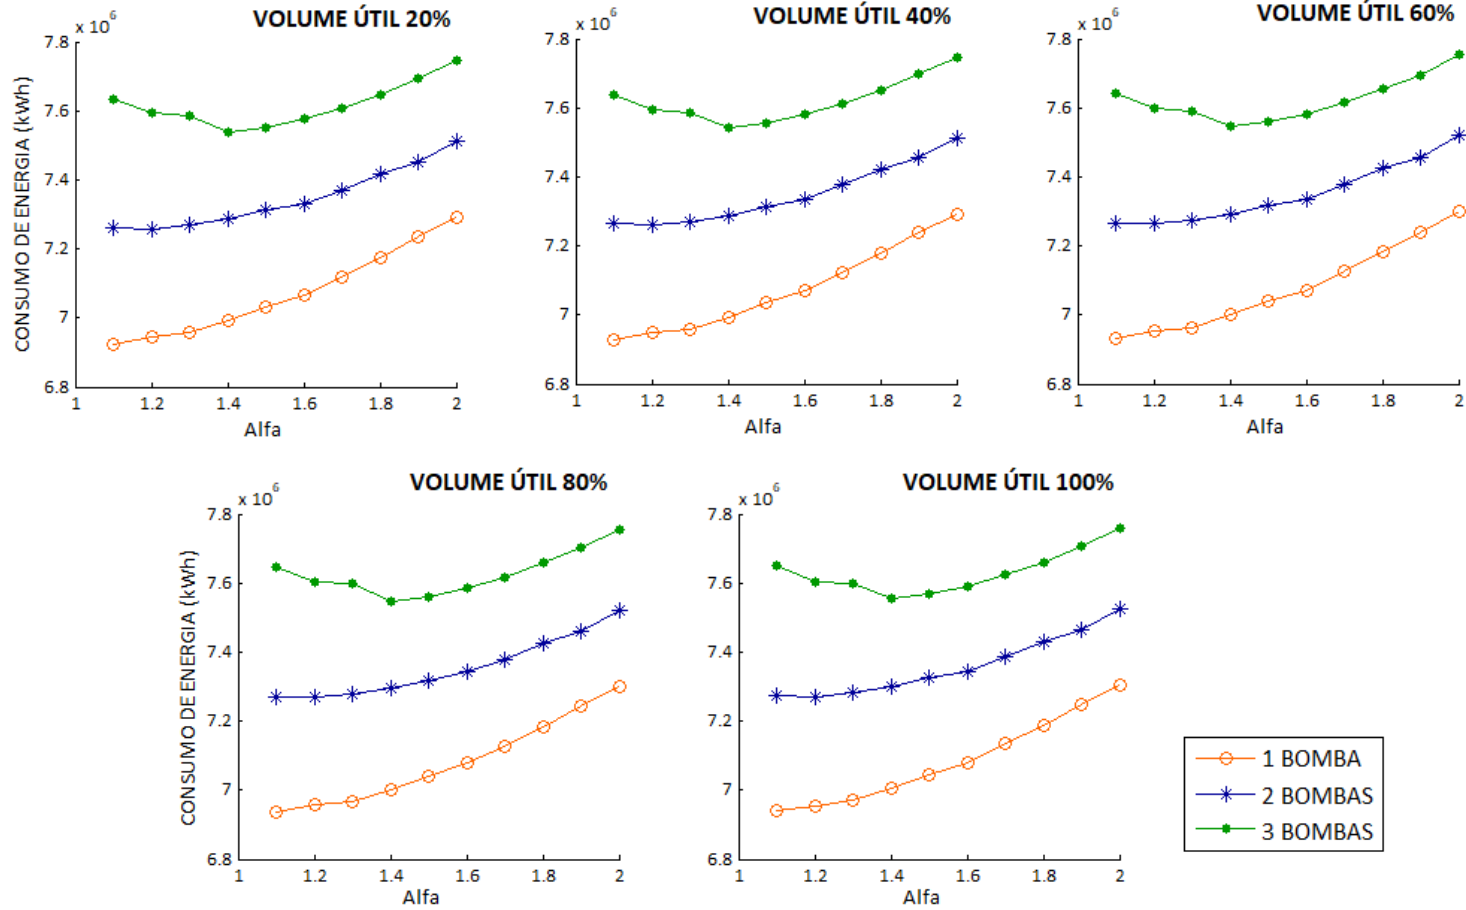 VOLUME ÚTIL 20%
x 10^6
CONSUMO DE ENERGIA (kWh)
7.8
7.6
7.4
7.2
7
6.8
1 1.2 1.4 1.6 1.8 2
Alfa
VOLUME ÚTIL 40%
x 10^6
7.8
7.6
7.4
7.2
7
6.8
1 1.2 1.4 1.6 1.8 2
Alfa
VOLUME ÚTIL 60%
x 10^6
7.8
7.6
7.4
7.2
7
6.8
1 1.2 1.4 1.6 1.8 2
Alfa
VOLUME ÚTIL 80%
x 10^6
CONSUMO DE ENERGIA (kWh)
7.8
7.6
7.4
7.2
7
6.8
1 1.2 1.4 1.6 1.8 2
Alfa
VOLUME ÚTIL 100%
x 10^6
7.8
7.6
7.4
7.2
7
6.8
1 1.2 1.4 1.6 1.8 2
Alfa
1 BOMBA
2 BOMBAS
3 BOMBAS